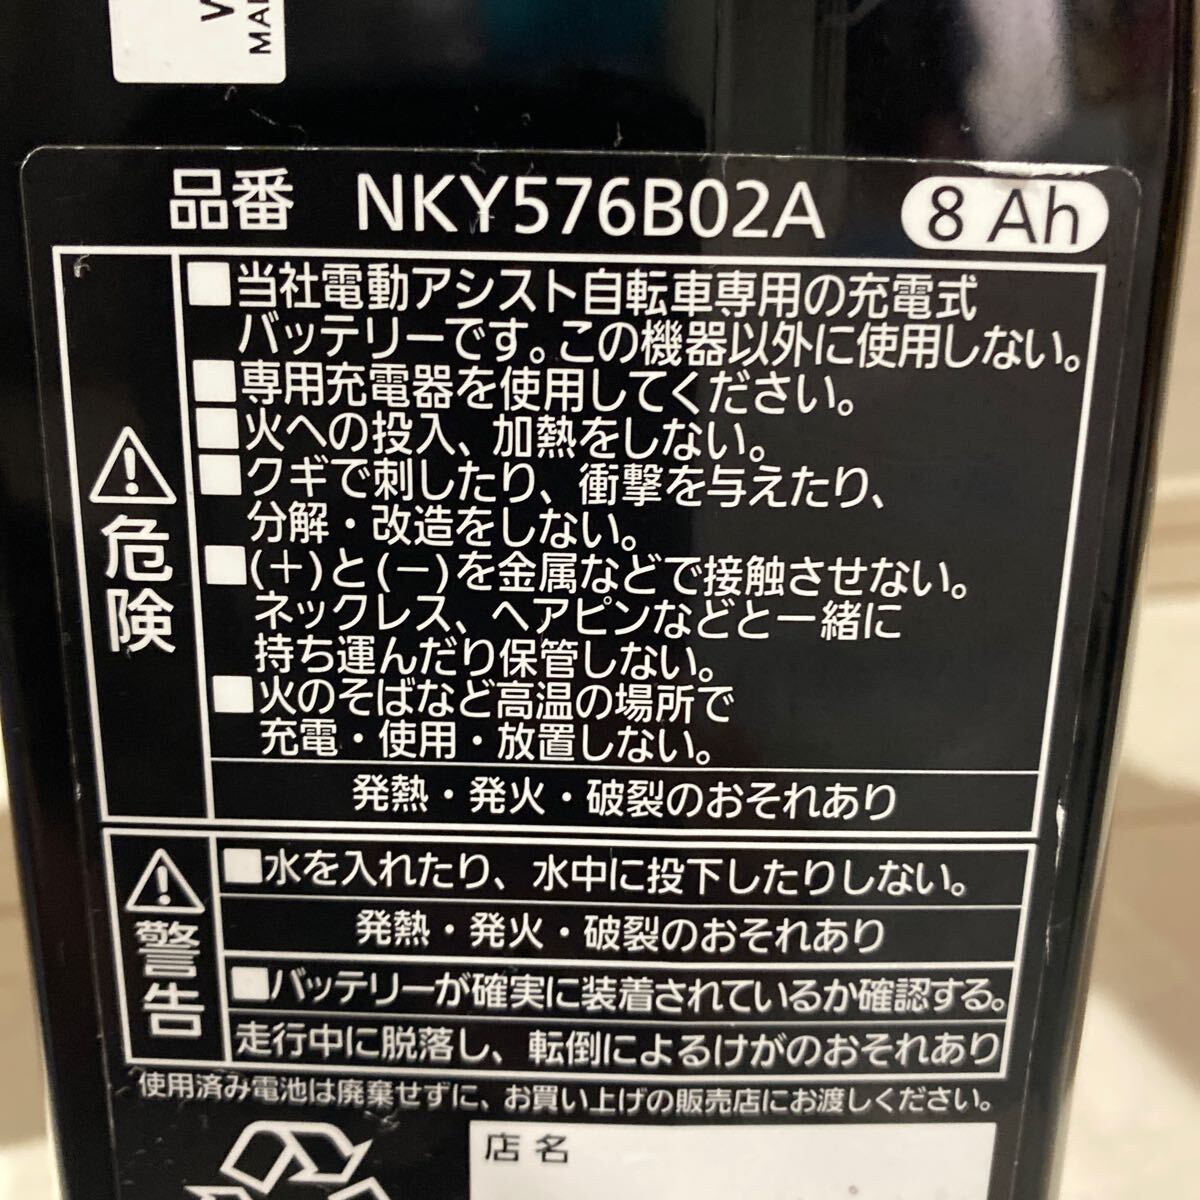 品番 NKY576B02A 8 Ah
■当社電動アシスト自転車専用の充電式
バッテリーです。この機器以外に使用しない。
■専用充電器を使用してください。
■火への投入、加熱をしない。
■クギで刺したり、衝撃を与えたり、
分解・改造をしない。
■(+)と(−)を金属などで接触させない。
ネックレス、ヘアピンなどと一緒に
持ち運んだり保管しない。
■火のそばなど高温の場所で
充電・使用・放置しない。
危険
発熱・発火・破裂のおそれあり
■水を入れたり、水中に投下したりしない。
発熱・発火・破裂のおそれあり
警告
■バッテリーが確実に装着されているか確認する。
走行中に脱落し、転倒によるけがのおそれあり
使用済み電池は廃棄せずに、お買い上げの販売店にお渡しください。
店名